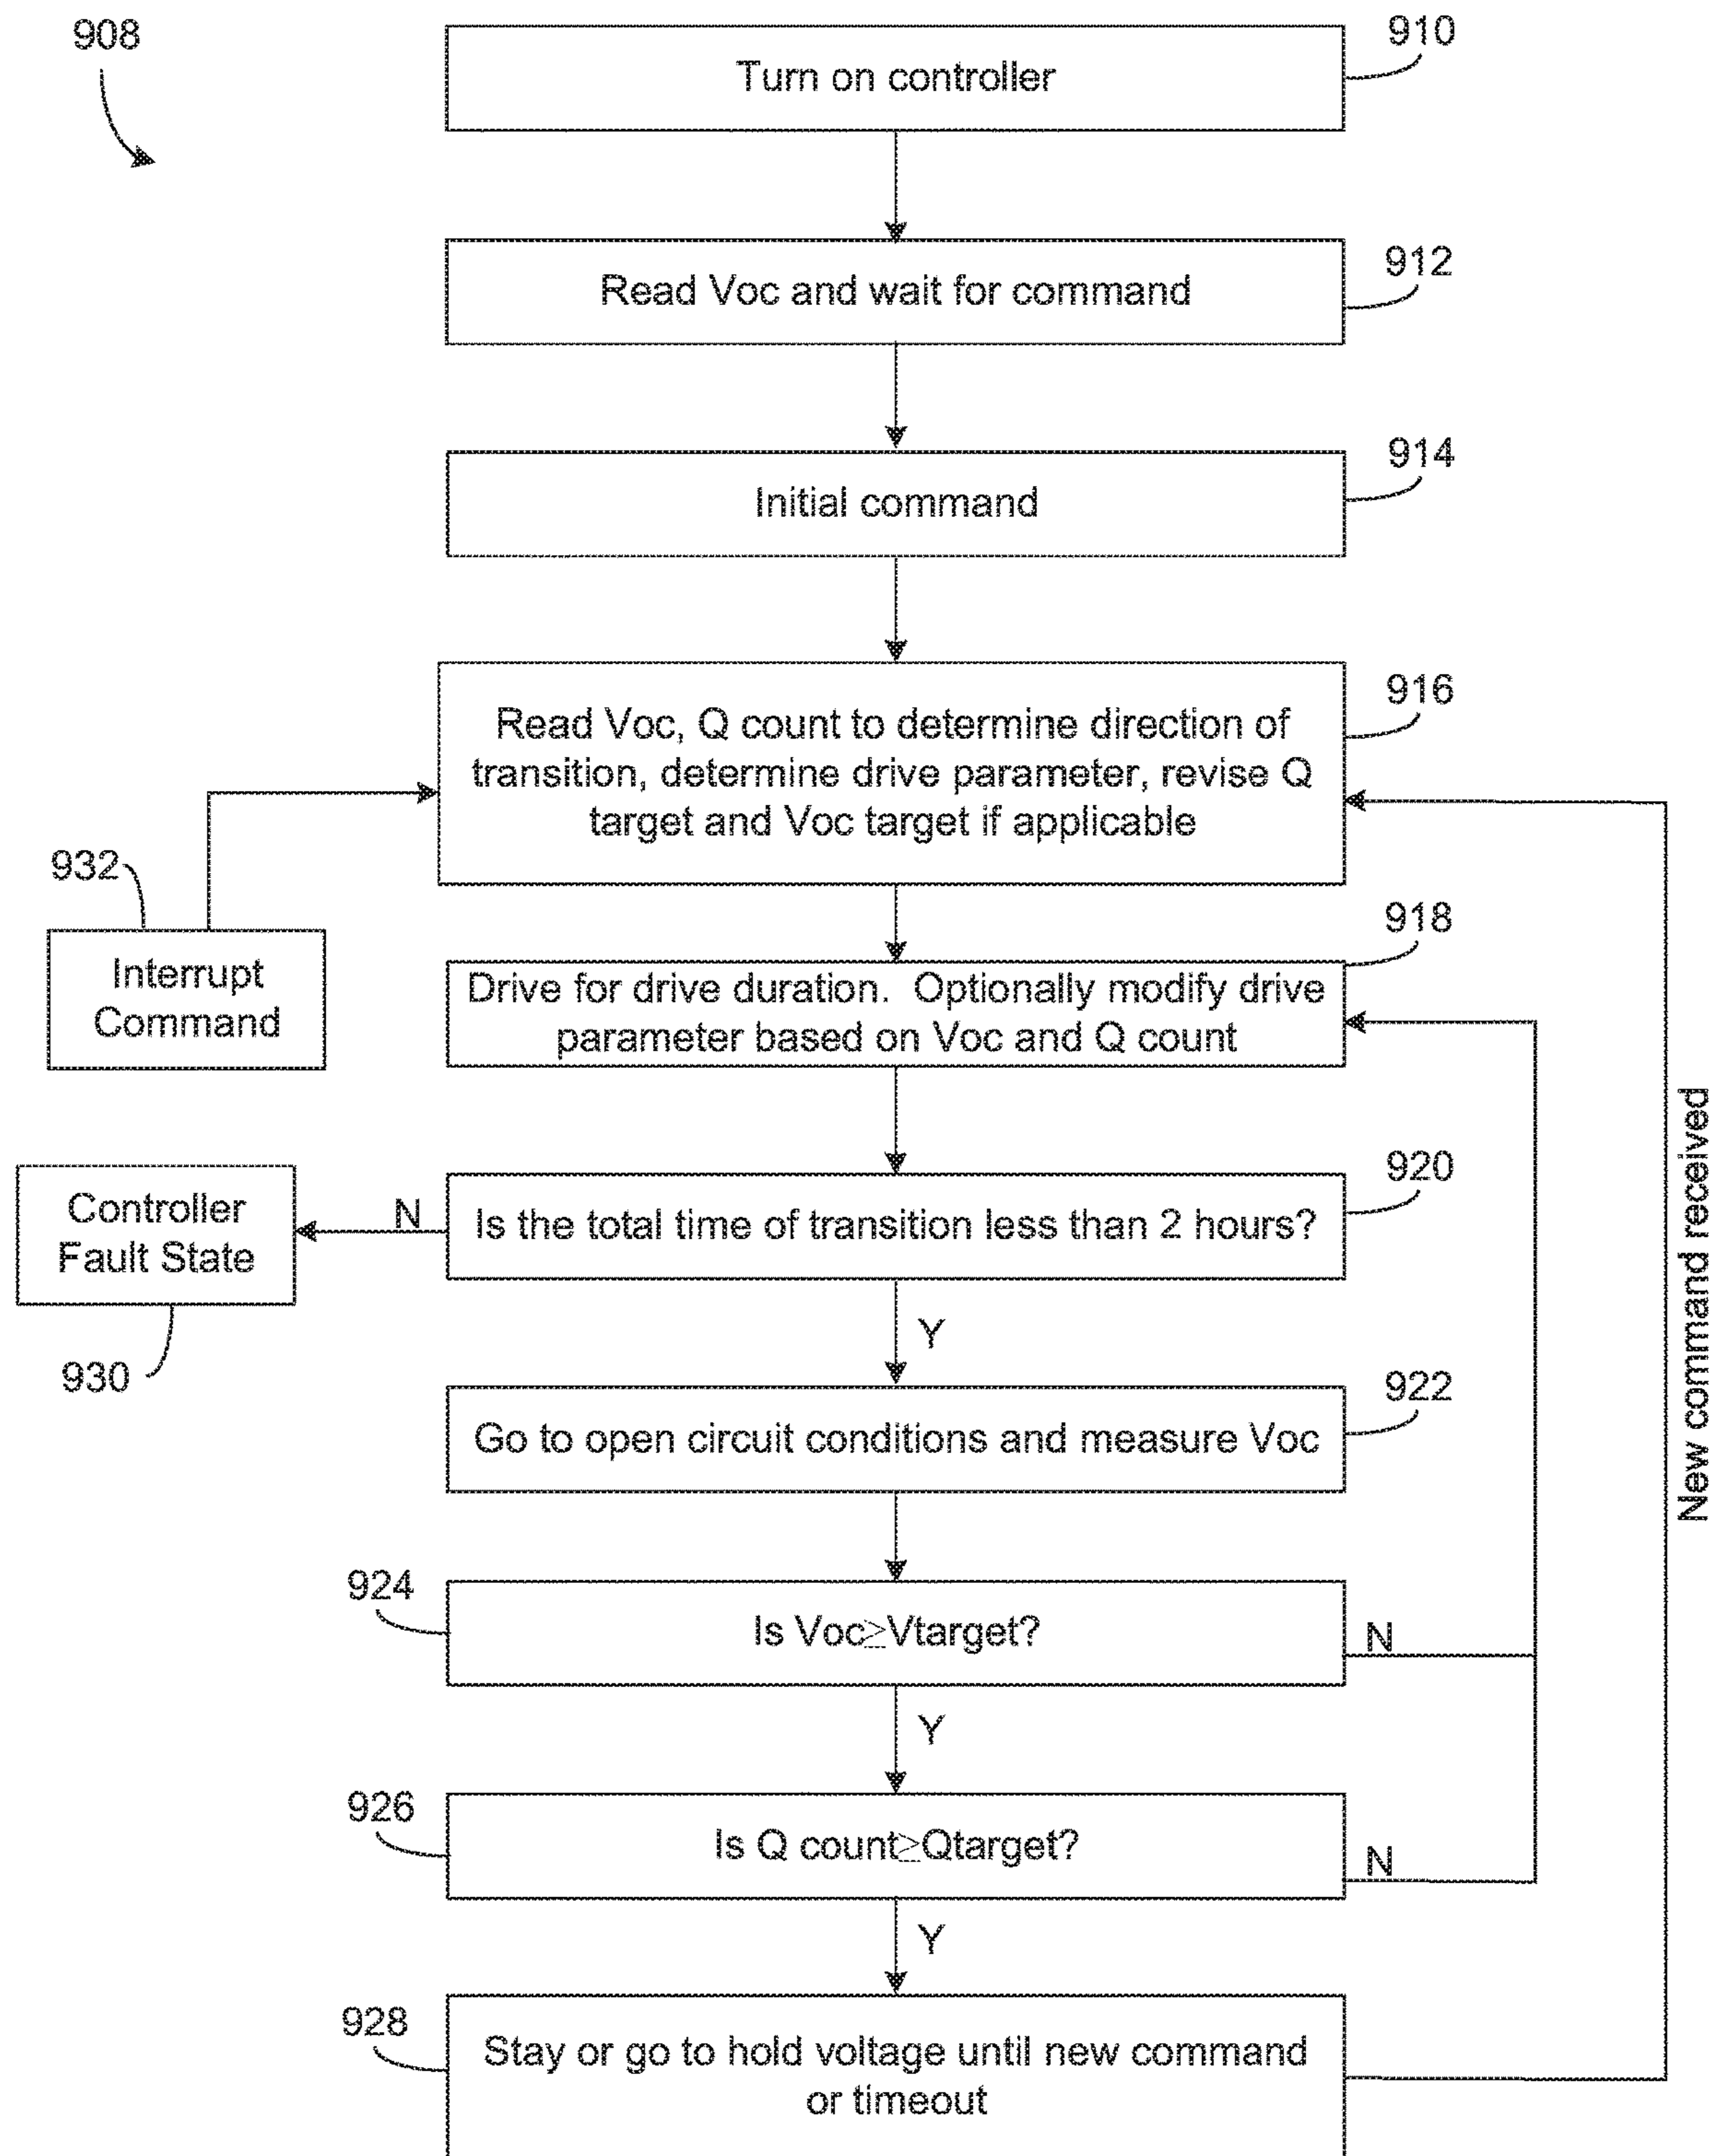 908
910
Turn on controller
912
Read Voc and wait for command
914
Initial command
916
Read Voc, Q count to determine direction of
transition, determine drive parameter, revise Q
target and Voc target if applicable
932
Interrupt
Command
918
Drive for drive duration. Optionally modify drive
parameter based on Voc and Q count
920
Is the total time of transition less than 2 hours?
N
Controller
Fault State
930
Y
922
Go to open circuit conditions and measure Voc
924
Is Voc≥Vtarget?
N
Y
926
Is Q count≥Qtarget?
N
Y
928
Stay or go to hold voltage until new command
or timeout
New command received